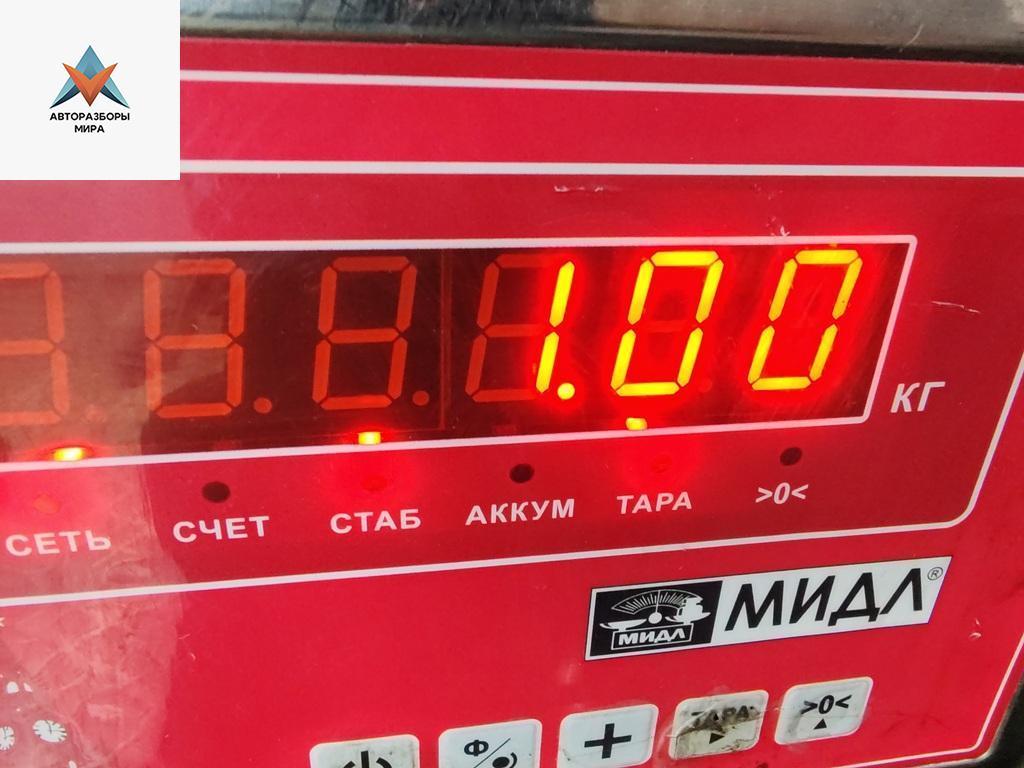 АВТОРАЗБОРЫ
МИРА
1.00
КГ
СЕТЬ
СЧЕТ
СТАБ
АККУМ
ТАРА
>0<
МИДЛ
МИДЛ®
Ф/
+
ТАРА
>0<